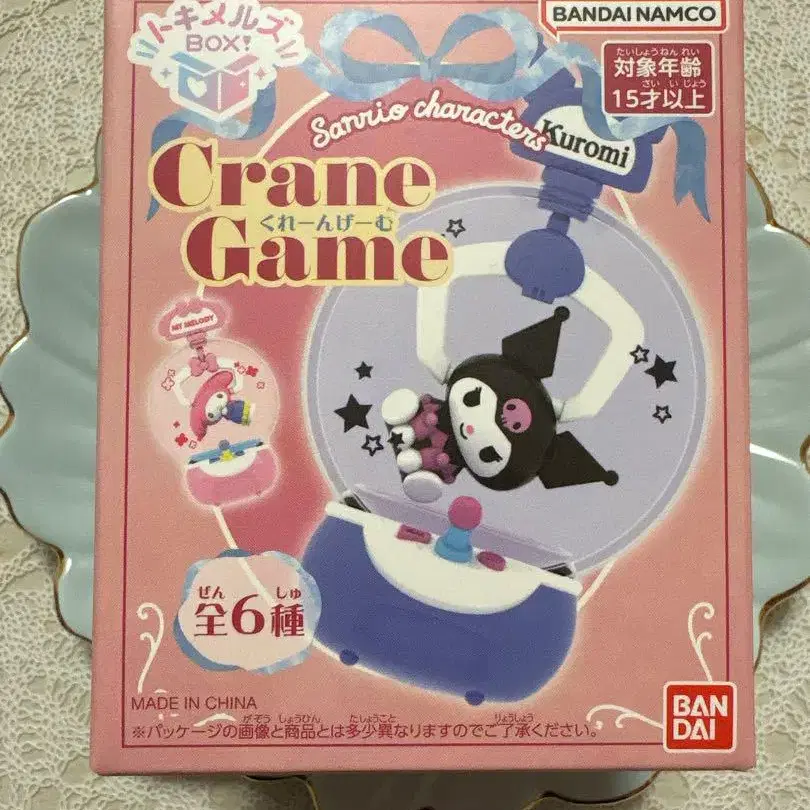 BANDAI NAMCO
トキメルズ
BOX!
たいしょうねんれい
対象年齢
さいいじょう
15才以上
Sanrio characters
Kuromi
Crane
くれーんげーむ
Game
MY MELODY
ぜん しゅ
全6種
MADE IN CHINA
がぞう しょうひん たしょうこと りょうしょう
※パッケージの画像と商品とは多少異なりますのでご了承ください。
BAN
DAI